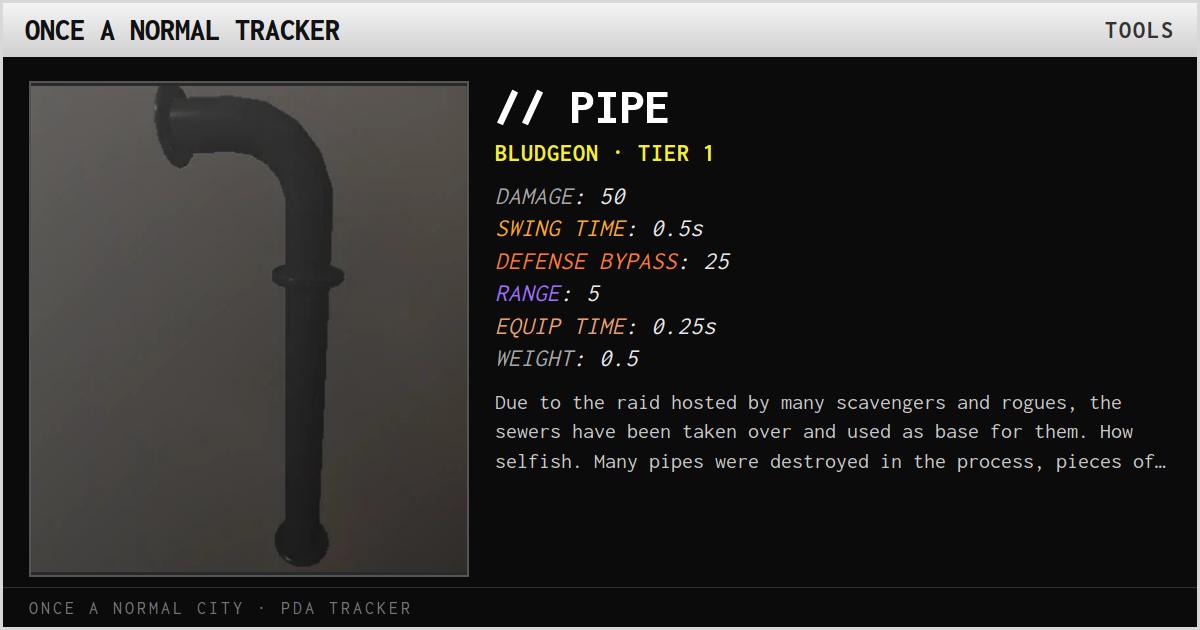 ONCE A NORMAL TRACKER
TOOLS
// PIPE
BLUDGEON · TIER 1
DAMAGE: 50
SWING TIME: 0.5s
DEFENSE BYPASS: 25
RANGE: 5
EQUIP TIME: 0.25s
WEIGHT: 0.5
Due to the raid hosted by many scavengers and rogues, the
sewers have been taken over and used as base for them. How
selfish. Many pipes were destroyed in the process, pieces of…
ONCE A NORMAL CITY · PDA TRACKER